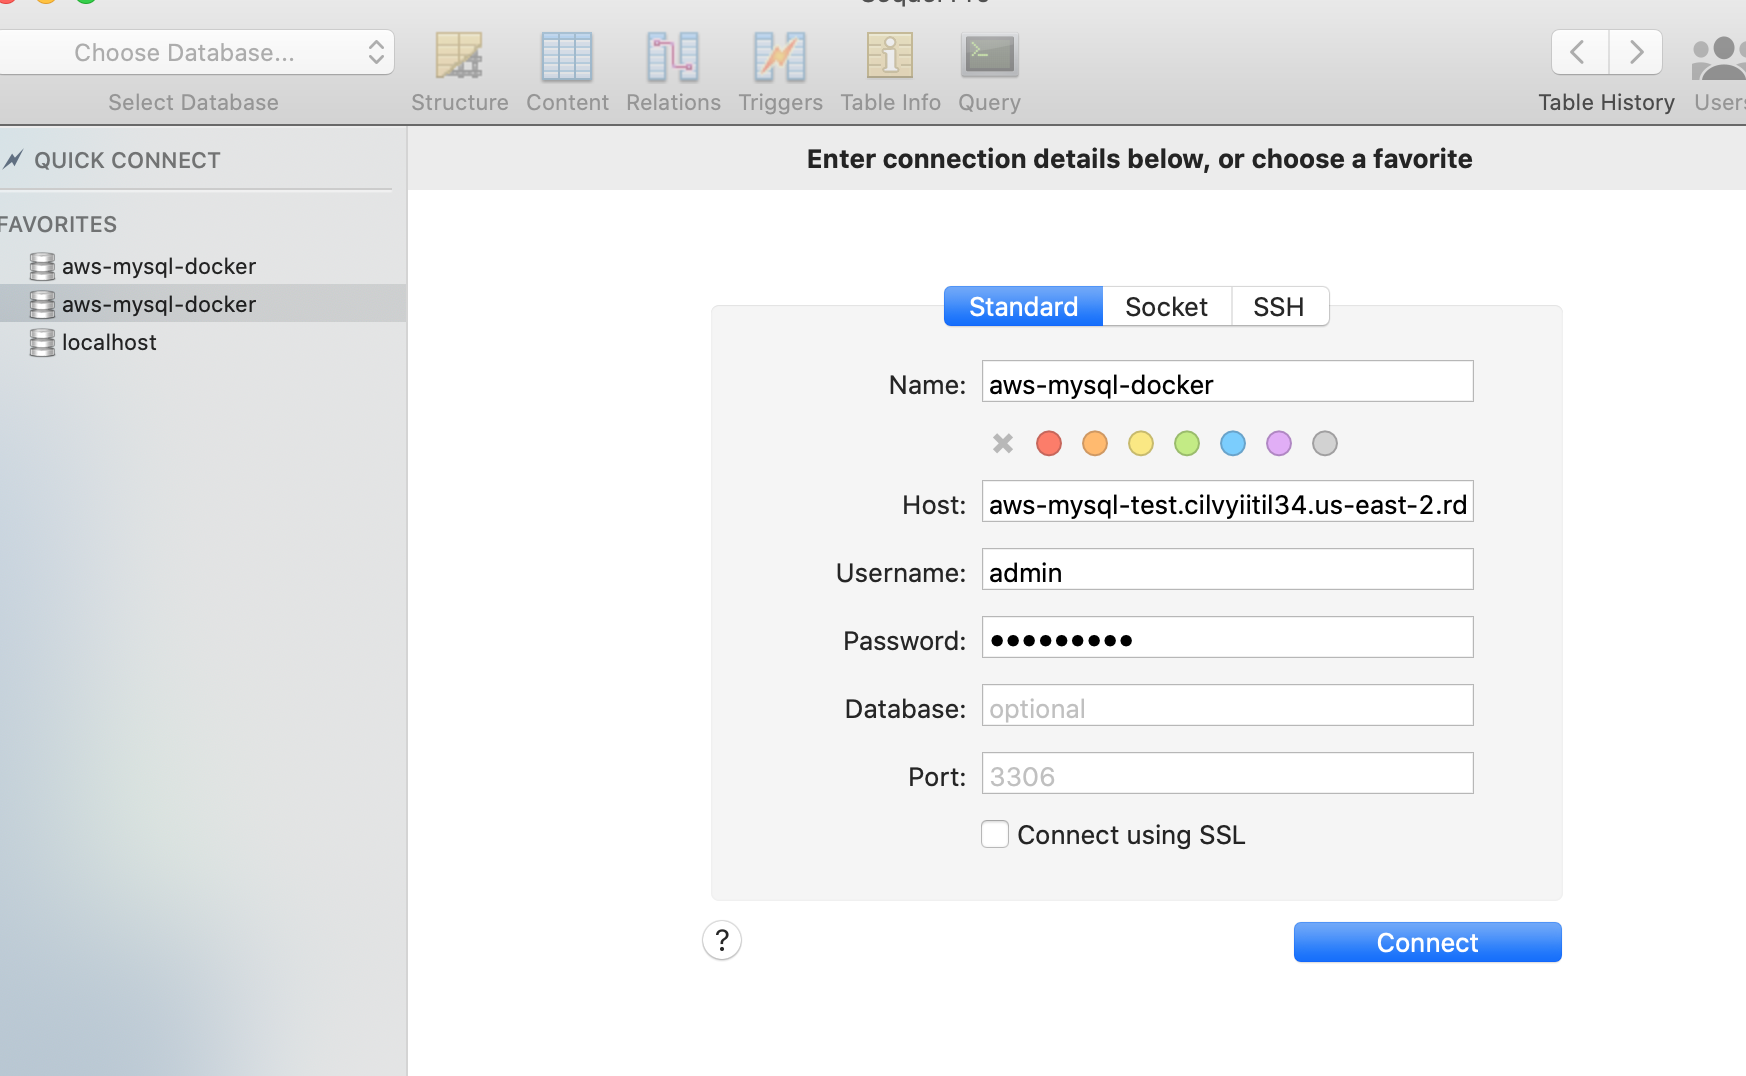 Choose Database...
Select Database
Structure
Content
Relations
Triggers
Table Info
Query
Table History
Users
QUICK CONNECT
Enter connection details below, or choose a favorite
FAVORITES
aws-mysql-docker
aws-mysql-docker
localhost
Standard
Socket
SSH
Name: aws-mysql-docker
Host: aws-mysql-test.cilvyiitil34.us-east-2.rd
Username: admin
Password: •••••••••
Database: optional
Port: 3306
Connect using SSL
?
Connect